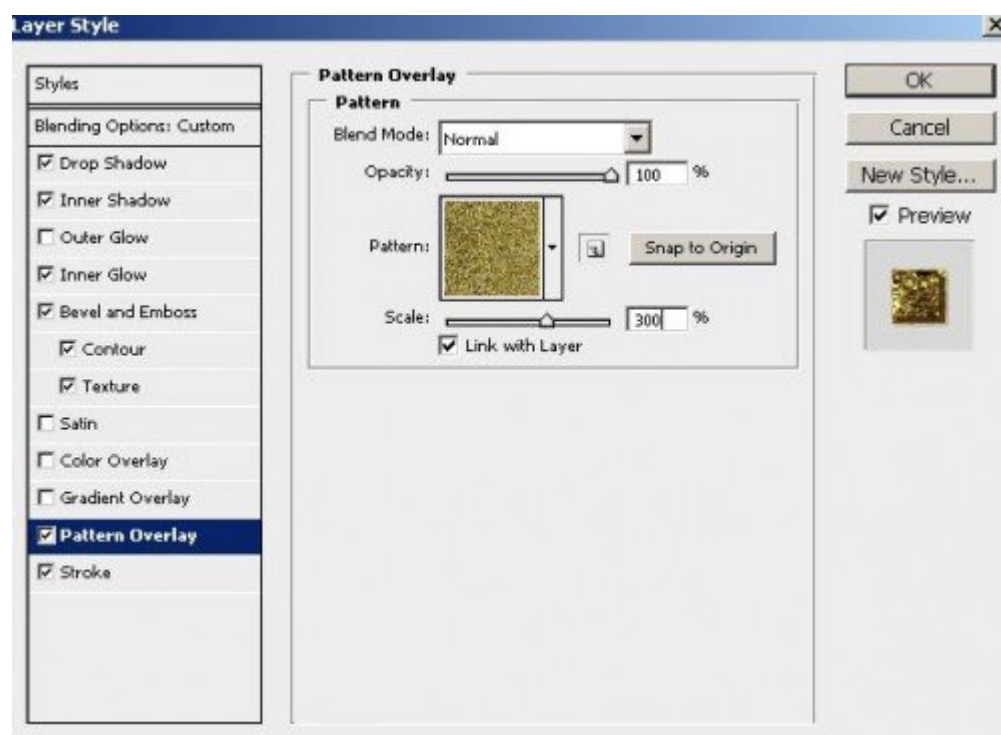 Layer Style
Styles
Blending Options: Custom
Drop Shadow
Inner Shadow
Outer Glow
Inner Glow
Bevel and Emboss
Contour
Texture
Satin
Color Overlay
Gradient Overlay
Pattern Overlay
Stroke
Pattern Overlay
Pattern
Blend Mode: Normal
Opacity: 100 %
Pattern: Snap to Origin
Scale: 300 %
Link with Layer
OK
Cancel
New Style...
Preview